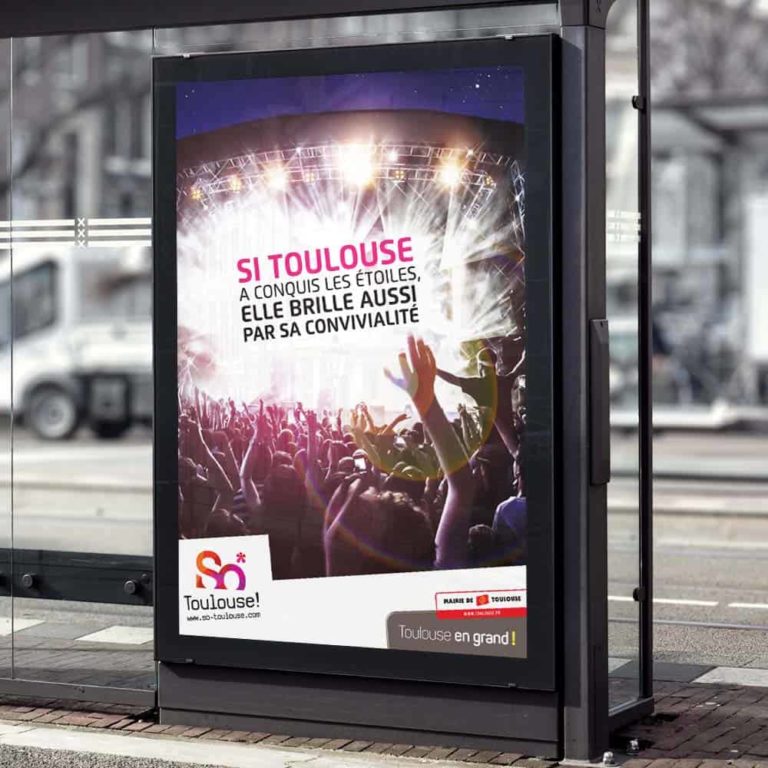 SI TOULOUSE
A CONQUIS LES ÉTOILES,
ELLE BRILLE AUSSI
PAR SA CONVIVIALITÉ
So*
Toulouse!
www.so-toulouse.com
MAIRIE DE TOULOUSE
WWW.TOULOUSE.FR
Toulouse en grand !